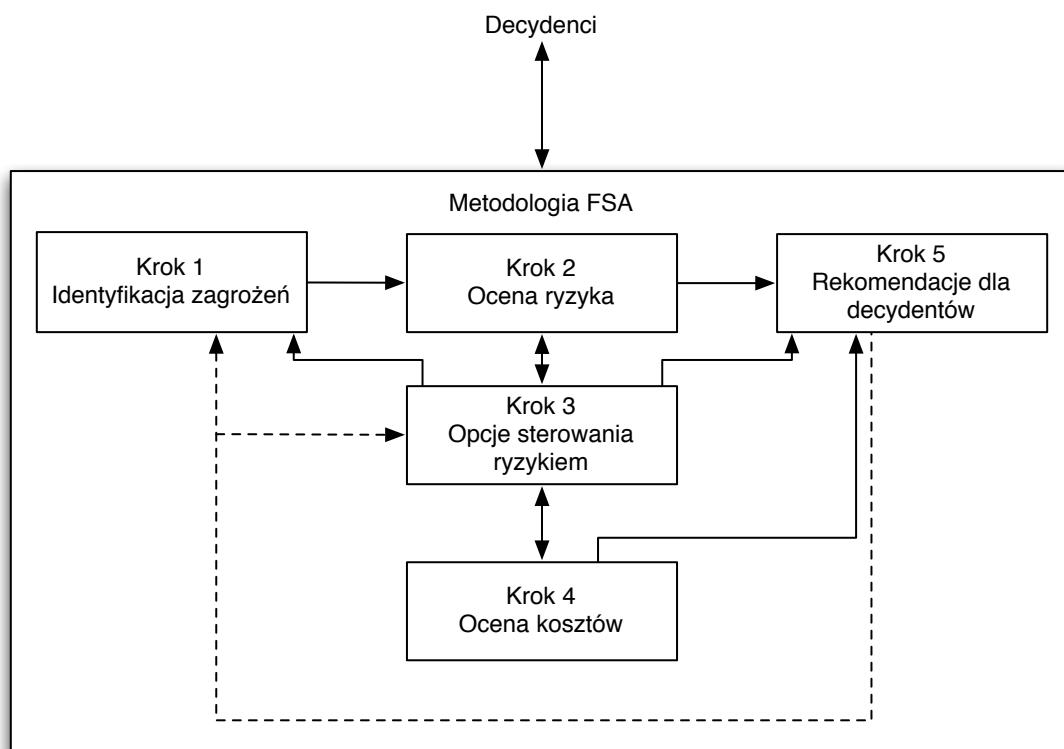 Decydenci
Metodologia FSA
Krok 1
Identyfikacja zagrożeń
Krok 2
Ocena ryzyka
Krok 5
Rekomendacje dla
decydentów
Krok 3
Opcje sterowania
ryzykiem
Krok 4
Ocena kosztów